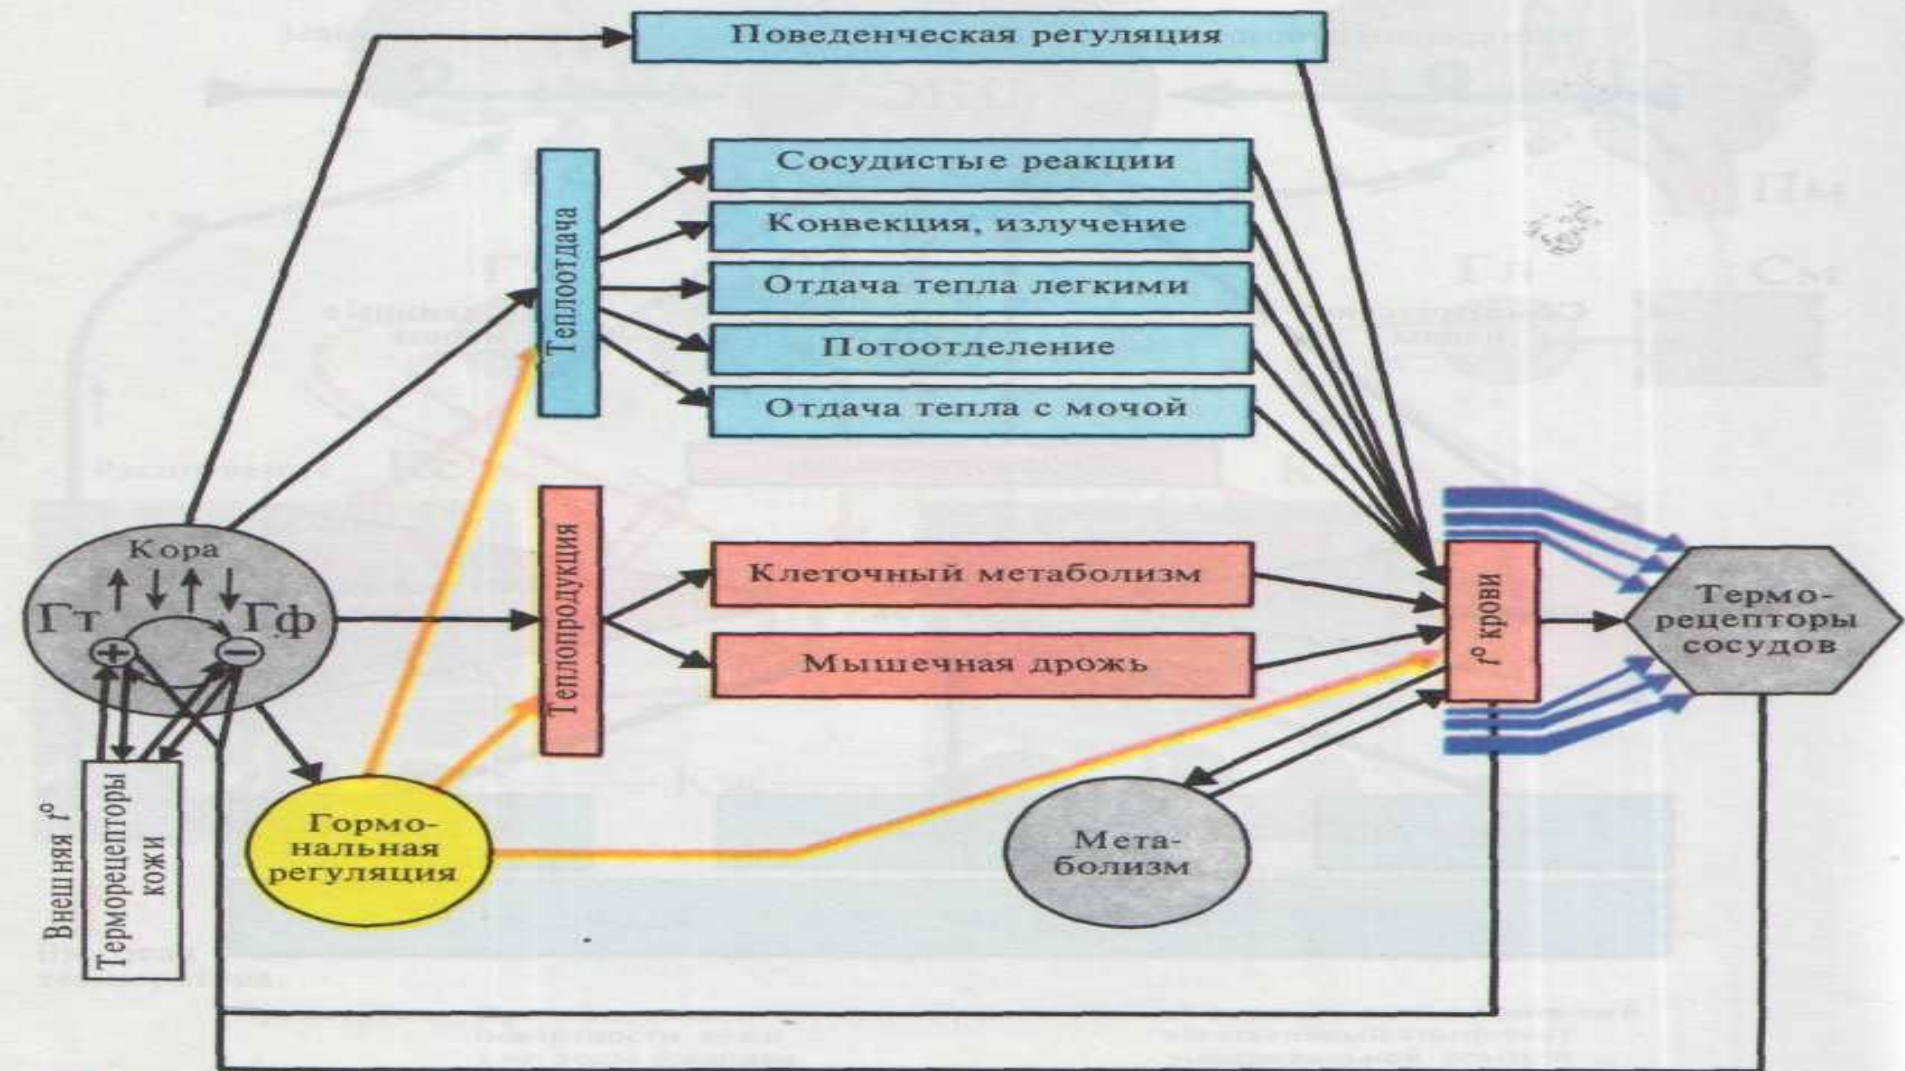 Поведенческая регуляция
Теплоотдача
Сосудистые реакции
Конвекция, излучение
Отдача тепла легкими
Потоотделение
Отдача тепла с мочой
Кора
Гт
Гф
+
−
Теплопродукция
Клеточный метаболизм
Мышечная дрожь
t° крови
Термо-
рецепторы
сосудов
Внешняя t°
Терморецепторы
кожи
Гормо-
нальная
регуляция
Мета-
болизм